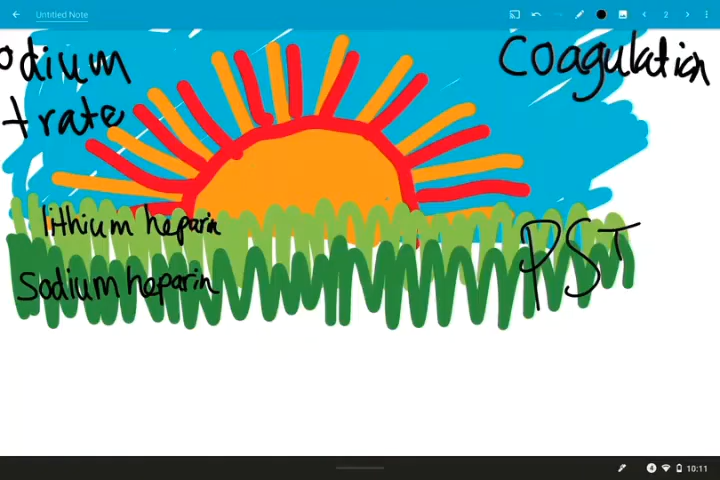 Untitled Note
2
odium
trate
Coagulation
lithium heparin
Sodium heparin
PST
10:11